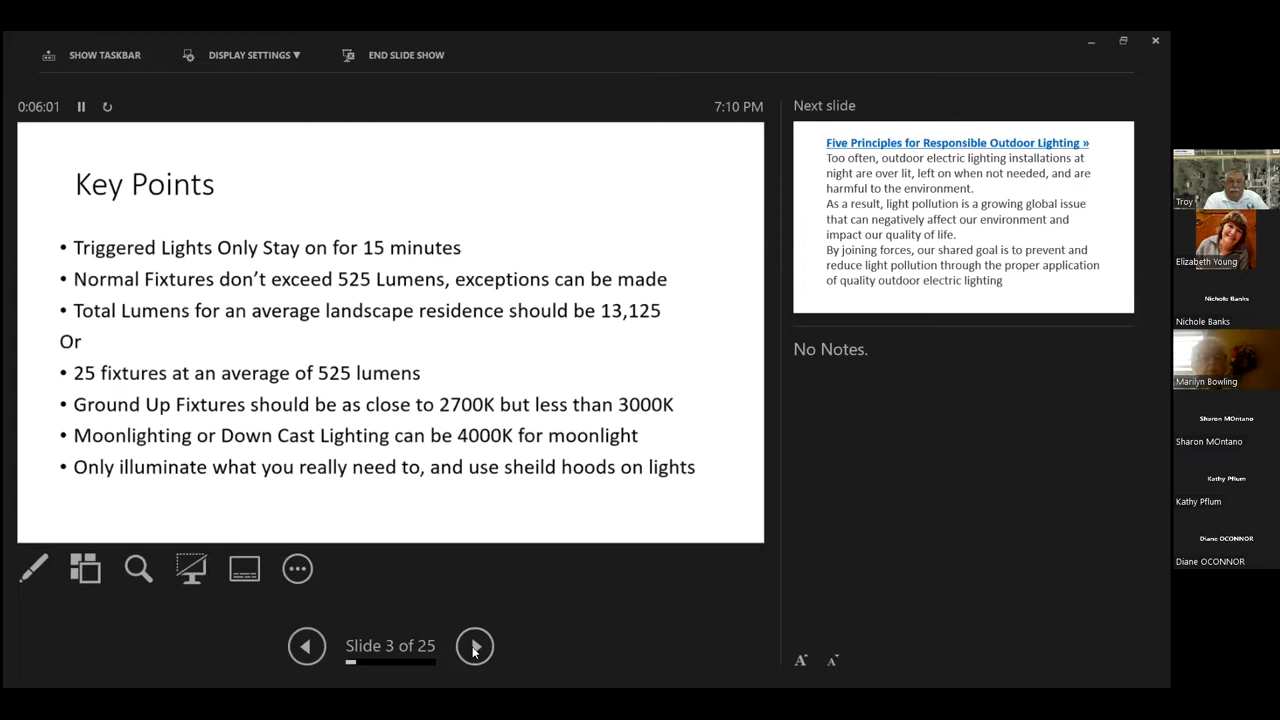 SHOW TASKBAR
DISPLAY SETTINGS ▼
END SLIDE SHOW
0:06:01
7:10 PM
Key Points
• Triggered Lights Only Stay on for 15 minutes
• Normal Fixtures don’t exceed 525 Lumens, exceptions can be made
• Total Lumens for an average landscape residence should be 13,125
Or
• 25 fixtures at an average of 525 lumens
• Ground Up Fixtures should be as close to 2700K but less than 3000K
• Moonlighting or Down Cast Lighting can be 4000K for moonlight
• Only illuminate what you really need to, and use sheild hoods on lights
Slide 3 of 25
Next slide
Five Principles for Responsible Outdoor Lighting »
Too often, outdoor electric lighting installations at
night are over lit, left on when not needed, and are
harmful to the environment.
As a result, light pollution is a growing global issue
that can negatively affect our environment and
impact our quality of life.
By joining forces, our shared goal is to prevent and
reduce light pollution through the proper application
of quality outdoor electric lighting
No Notes.
A A
Troy
Elizabeth Young
Nichole Banks
Nichole Banks
Marilyn Bowling
Sharon MOntano
Sharon MOntano
Kathy Pflum
Kathy Pflum
Diane OCONNOR
Diane OCONNOR